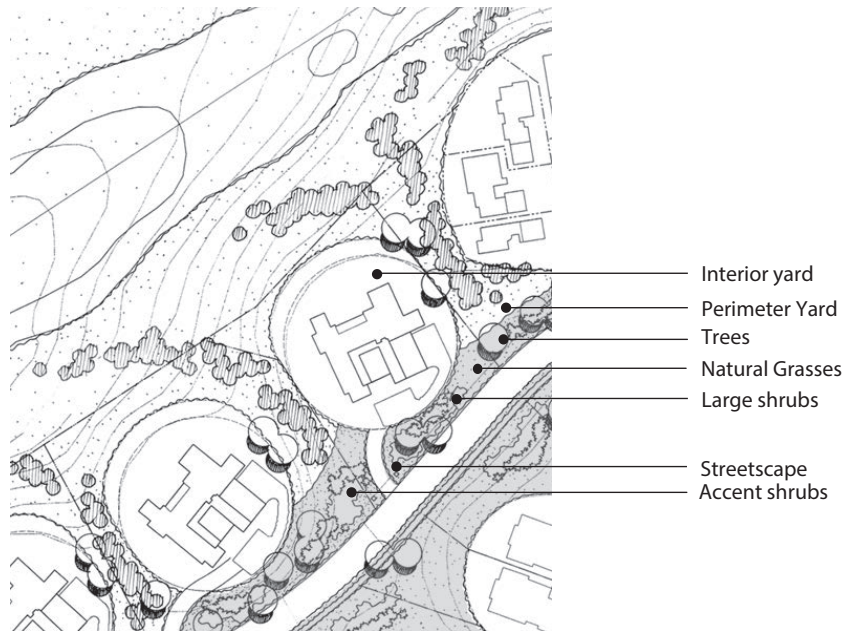 Interior yard
Perimeter Yard
Trees
Natural Grasses
Large shrubs
Streetscape
Accent shrubs